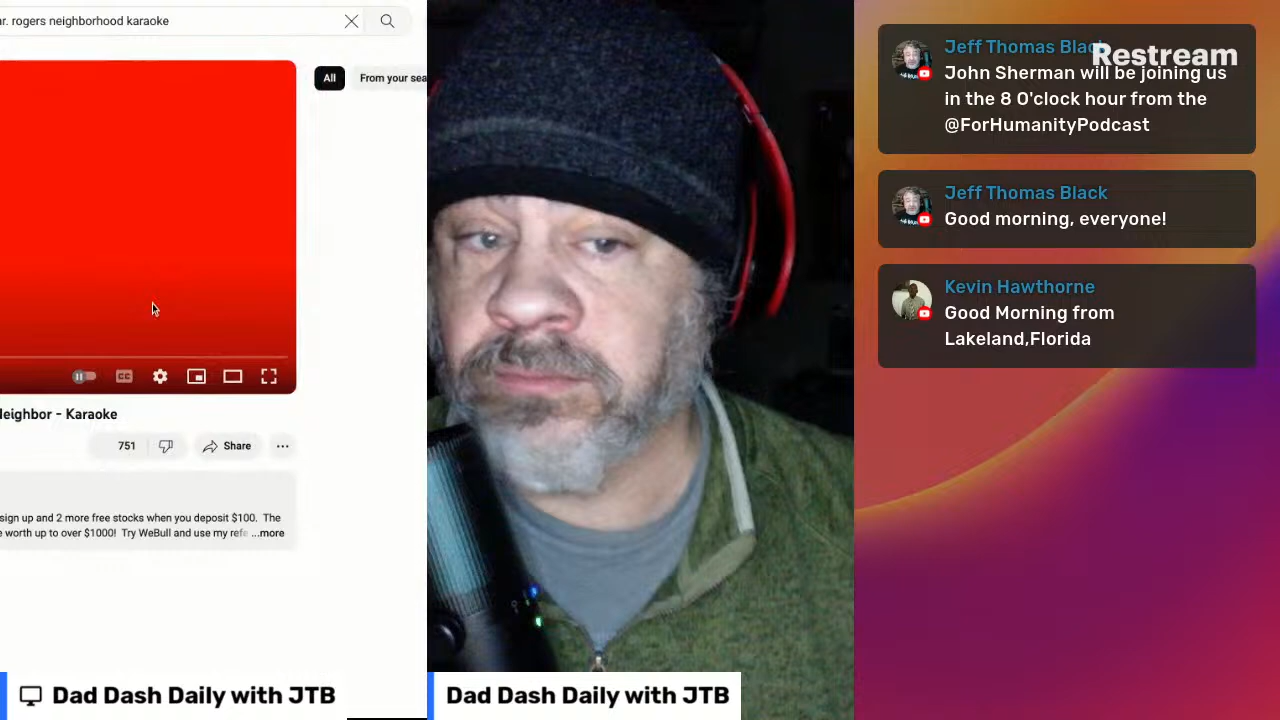 r. rogers neighborhood karaoke
All
From your sea
CC
Neighbor - Karaoke
751
Share
sign up and 2 more free stocks when you deposit $100. The
worth up to over $1000! Try WeBull and use my refe ...more
Dad Dash Daily with JTB
Dad Dash Daily with JTB
Restream
Jeff Thomas Black
John Sherman will be joining us
in the 8 O'clock hour from the
@ForHumanityPodcast
Jeff Thomas Black
Good morning, everyone!
Kevin Hawthorne
Good Morning from
Lakeland,Florida